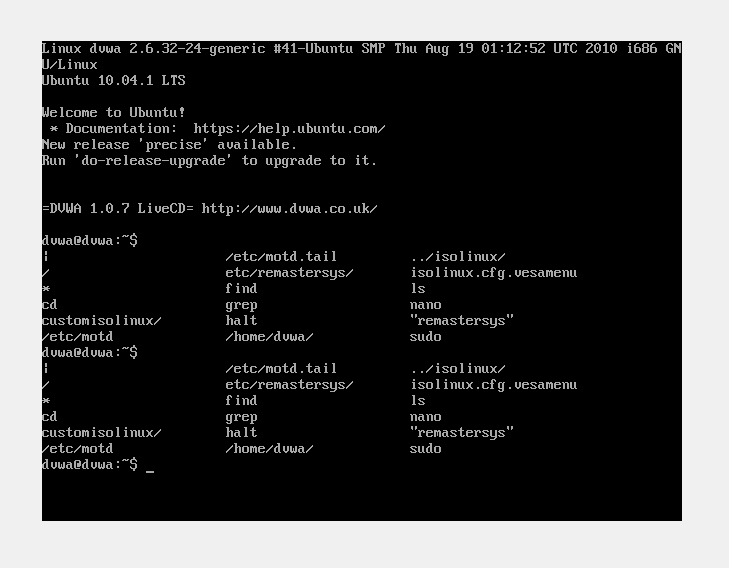 Linux dvwa 2.6.32-24-generic #41-Ubuntu SMP Thu Aug 19 01:12:52 UTC 2010 i686 GN
U/Linux
Ubuntu 10.04.1 LTS
Welcome to Ubuntu!
 * Documentation:  https://help.ubuntu.com/
New release 'precise' available.
Run 'do-release-upgrade' to upgrade to it.
=DVWA 1.0.7 LiveCD= http://www.dvwa.co.uk/
dvwa@dvwa:~$
¦ /etc/motd.tail ../isolinux/
/ etc/remastersys/ isolinux.cfg.vesamenu
* find ls
cd grep nano
customisolinux/ halt "remastersys"
/etc/motd /home/dvwa/ sudo
dvwa@dvwa:~$
¦ /etc/motd.tail ../isolinux/
/ etc/remastersys/ isolinux.cfg.vesamenu
* find ls
cd grep nano
customisolinux/ halt "remastersys"
/etc/motd /home/dvwa/ sudo
dvwa@dvwa:~$ _